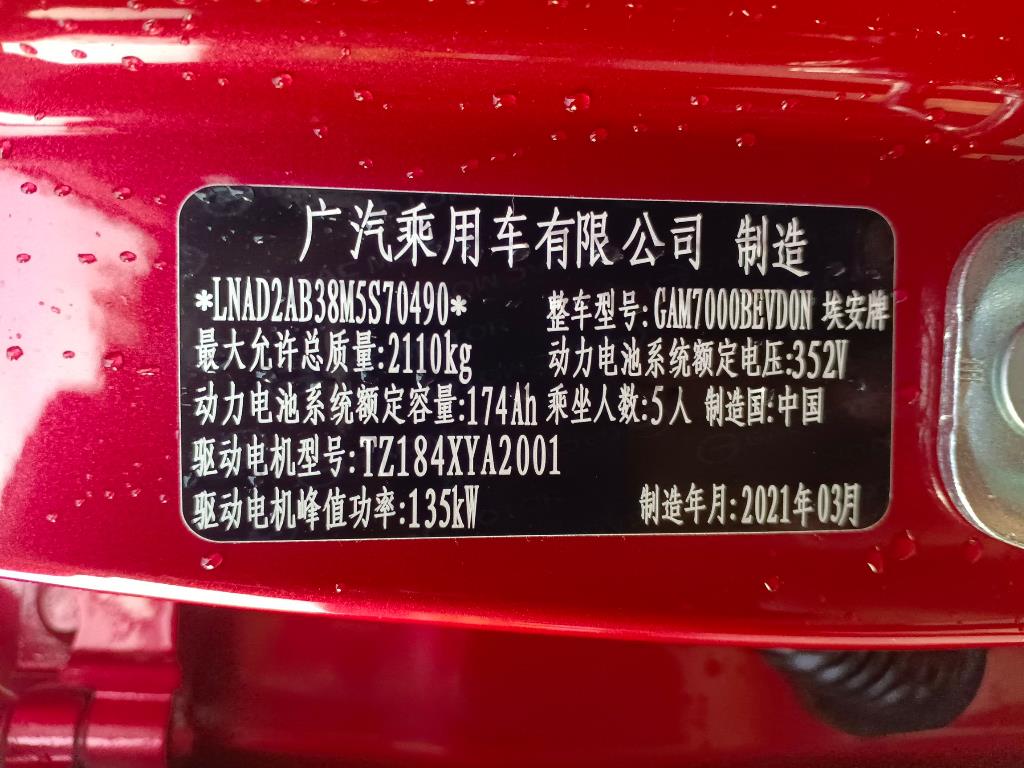 广汽乘用车有限公司 制造
*LNAD2AB38M5S70490* 整车型号:GAM7000BEVDON 埃安牌
最大允许总质量:2110kg 动力电池系统额定电压:352V
动力电池系统额定容量:174Ah 乘坐人数:5人 制造国:中国
驱动电机型号:TZ184XYA2001
驱动电机峰值功率:135kW 制造年月:2021年03月